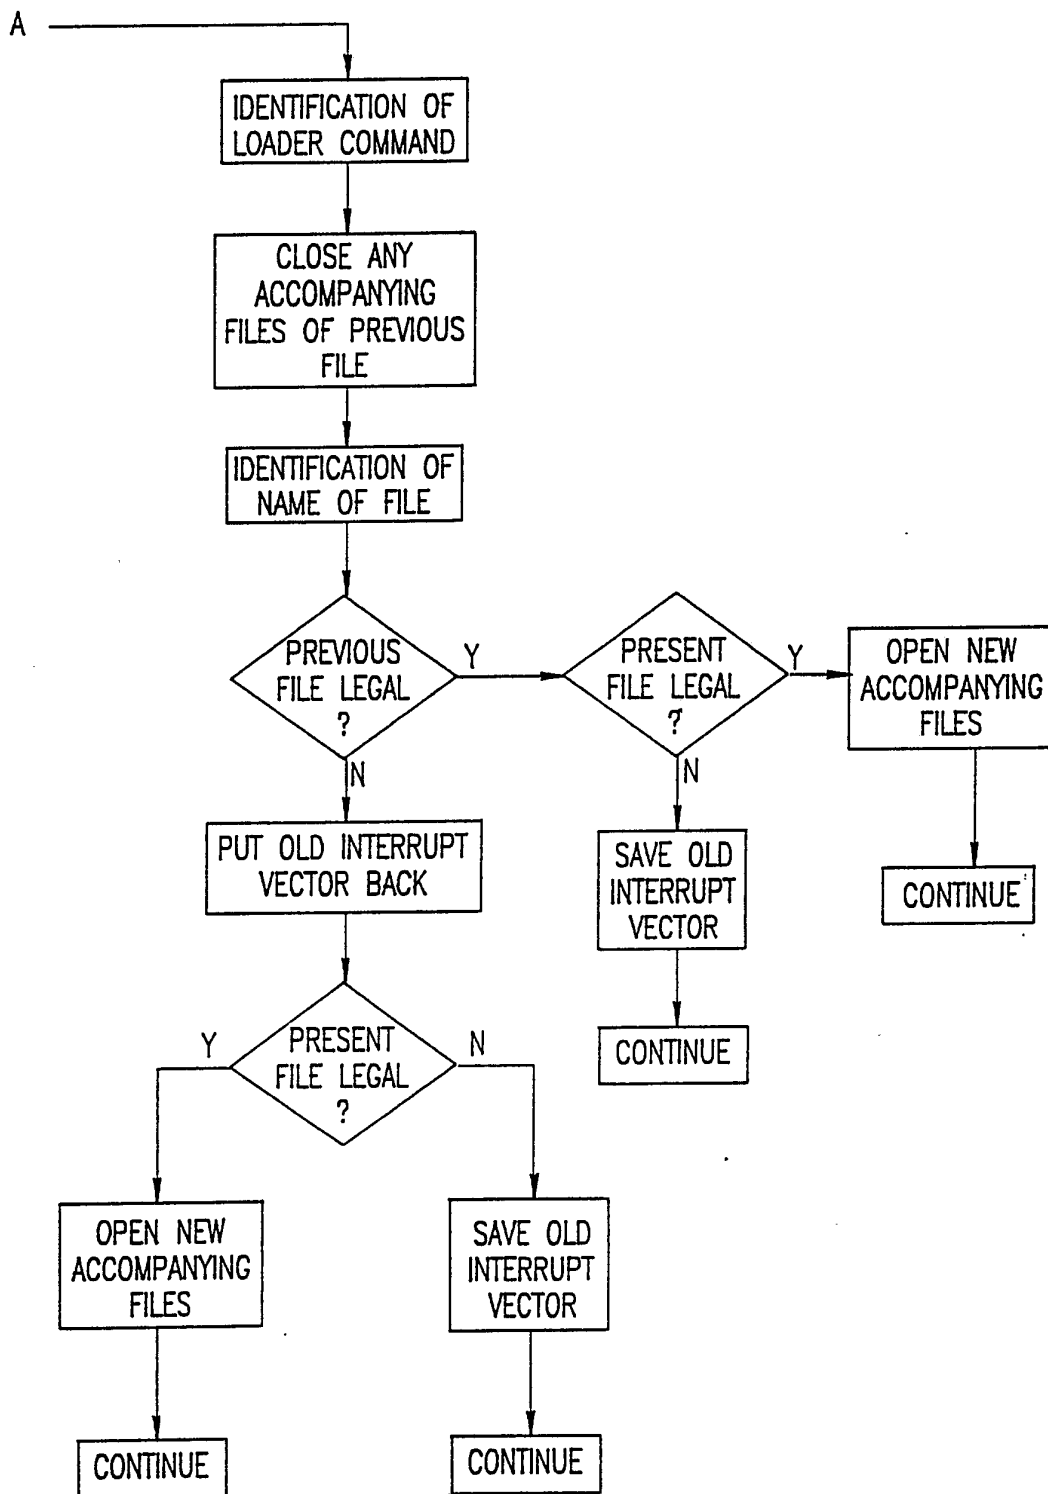 A
IDENTIFICATION OF
LOADER COMMAND
CLOSE ANY
ACCOMPANYING
FILES OF PREVIOUS
FILE
IDENTIFICATION OF
NAME OF FILE
PREVIOUS
FILE LEGAL
?
Y
PRESENT
FILE LEGAL
?
Y
OPEN NEW
ACCOMPANYING
FILES
CONTINUE
N
SAVE OLD
INTERRUPT
VECTOR
CONTINUE
N
PUT OLD INTERRUPT
VECTOR BACK
PRESENT
FILE LEGAL
?
Y
OPEN NEW
ACCOMPANYING
FILES
CONTINUE
N
SAVE OLD
INTERRUPT
VECTOR
CONTINUE